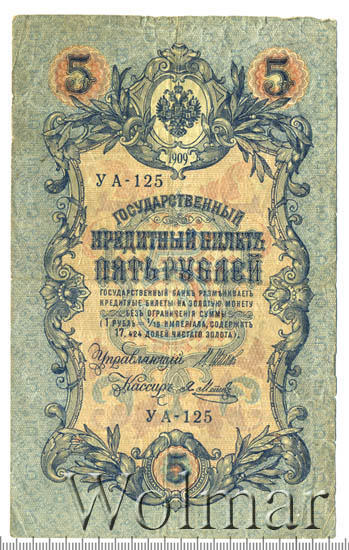 5 5
1909
УА-125
ГОСУДАРСТВЕННЫЙ
КРЕДИТНЫЙ БИЛЕТЪ
ПЯТЬ РУБЛЕЙ
ГОСУДАРСТВЕННЫЙ БАНКЪ РАЗМѢНИВАЕТЪ
КРЕДИТНЫЕ БИЛЕТЫ НА ЗОЛОТУЮ МОНЕТУ
БЕЗЪ ОГРАНИЧЕНІЯ СУММЫ
(1 РУБЛЬ = 1/15 ИМПЕРІАЛА, СОДЕРЖИТЪ
17,424 ДОЛЕЙ ЧИСТАГО ЗОЛОТА).
Управляющій
Кассиръ
УА-125
5
Wolmar